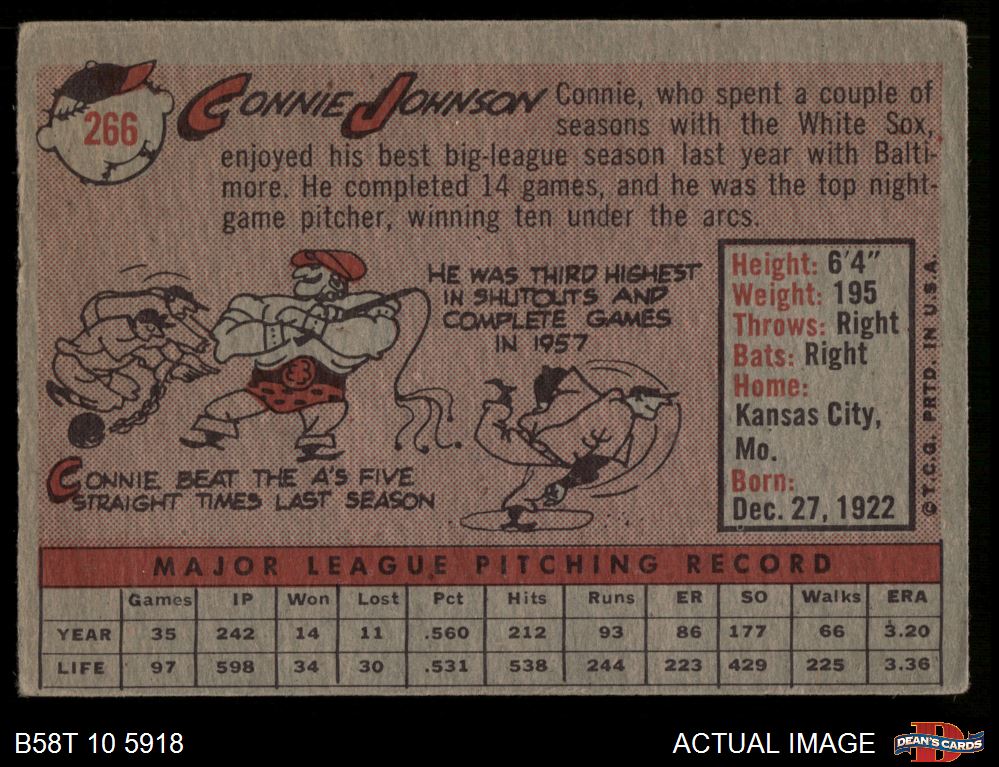 266
CONNIE JOHNSON
Connie, who spent a couple of
seasons with the White Sox,
enjoyed his best big-league season last year with Balti-
more. He completed 14 games, and he was the top night-
game pitcher, winning ten under the arcs.
HE WAS THIRD HIGHEST
IN SHUTOUTS AND
COMPLETE GAMES
IN 1957
CONNIE BEAT THE A'S FIVE
STRAIGHT TIMES LAST SEASON
Height: 6'4"
Weight: 195
Throws: Right
Bats: Right
Home:
Kansas City,
Mo.
Born:
Dec. 27, 1922
© T.C.G. PRTD. IN U.S.A.
MAJOR LEAGUE PITCHING RECORD
Games IP Won Lost Pct Hits Runs ER SO Walks ERA
YEAR 35 242 14 11 .560 212 93 86 177 66 3.20
LIFE 97 598 34 30 .531 538 244 223 429 225 3.36
B58T 10 5918
ACTUAL IMAGE
DEAN'S CARDS